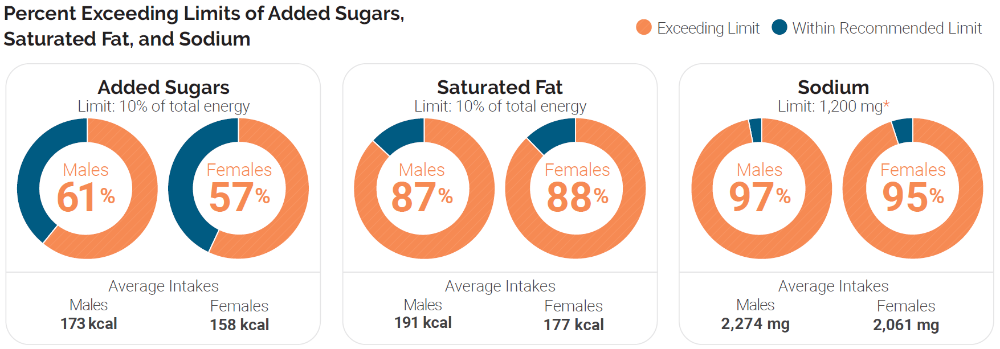 Percent Exceeding Limits of Added Sugars,
Saturated Fat, and Sodium
Exceeding Limit
Within Recommended Limit
Added Sugars
Limit: 10% of total energy
Males
61%
Females
57%
Average Intakes
Males
173 kcal
Females
158 kcal
Saturated Fat
Limit: 10% of total energy
Males
87%
Females
88%
Average Intakes
Males
191 kcal
Females
177 kcal
Sodium
Limit: 1,200 mg*
Males
97%
Females
95%
Average Intakes
Males
2,274 mg
Females
2,061 mg